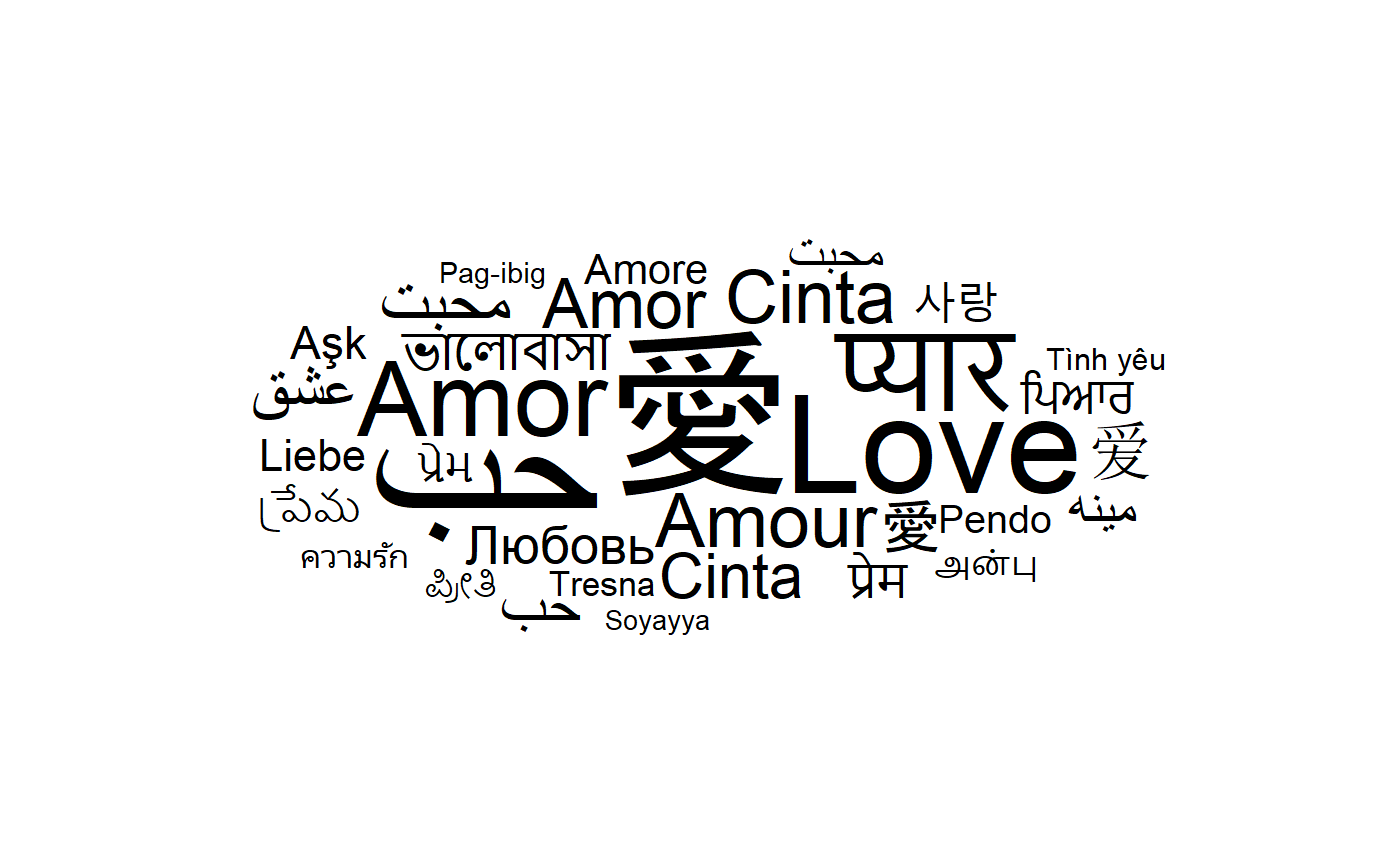 محبت
Pag-ibig
Amore
محبت
Amor
Cinta
사랑
Aşk
ভালোবাসা
愛
प्यार
Tình yêu
عشق
Amor
ਪਿਆਰ
Love
Liebe
પ્રેમ
حب
爱
ప్రేమ
Любовь
Amour
愛
Pendo
مينه
ความรัก
ಪ್ರೀತಿ
Tresna
Cinta
प्रेम
அன்பு
حب
Soyayya